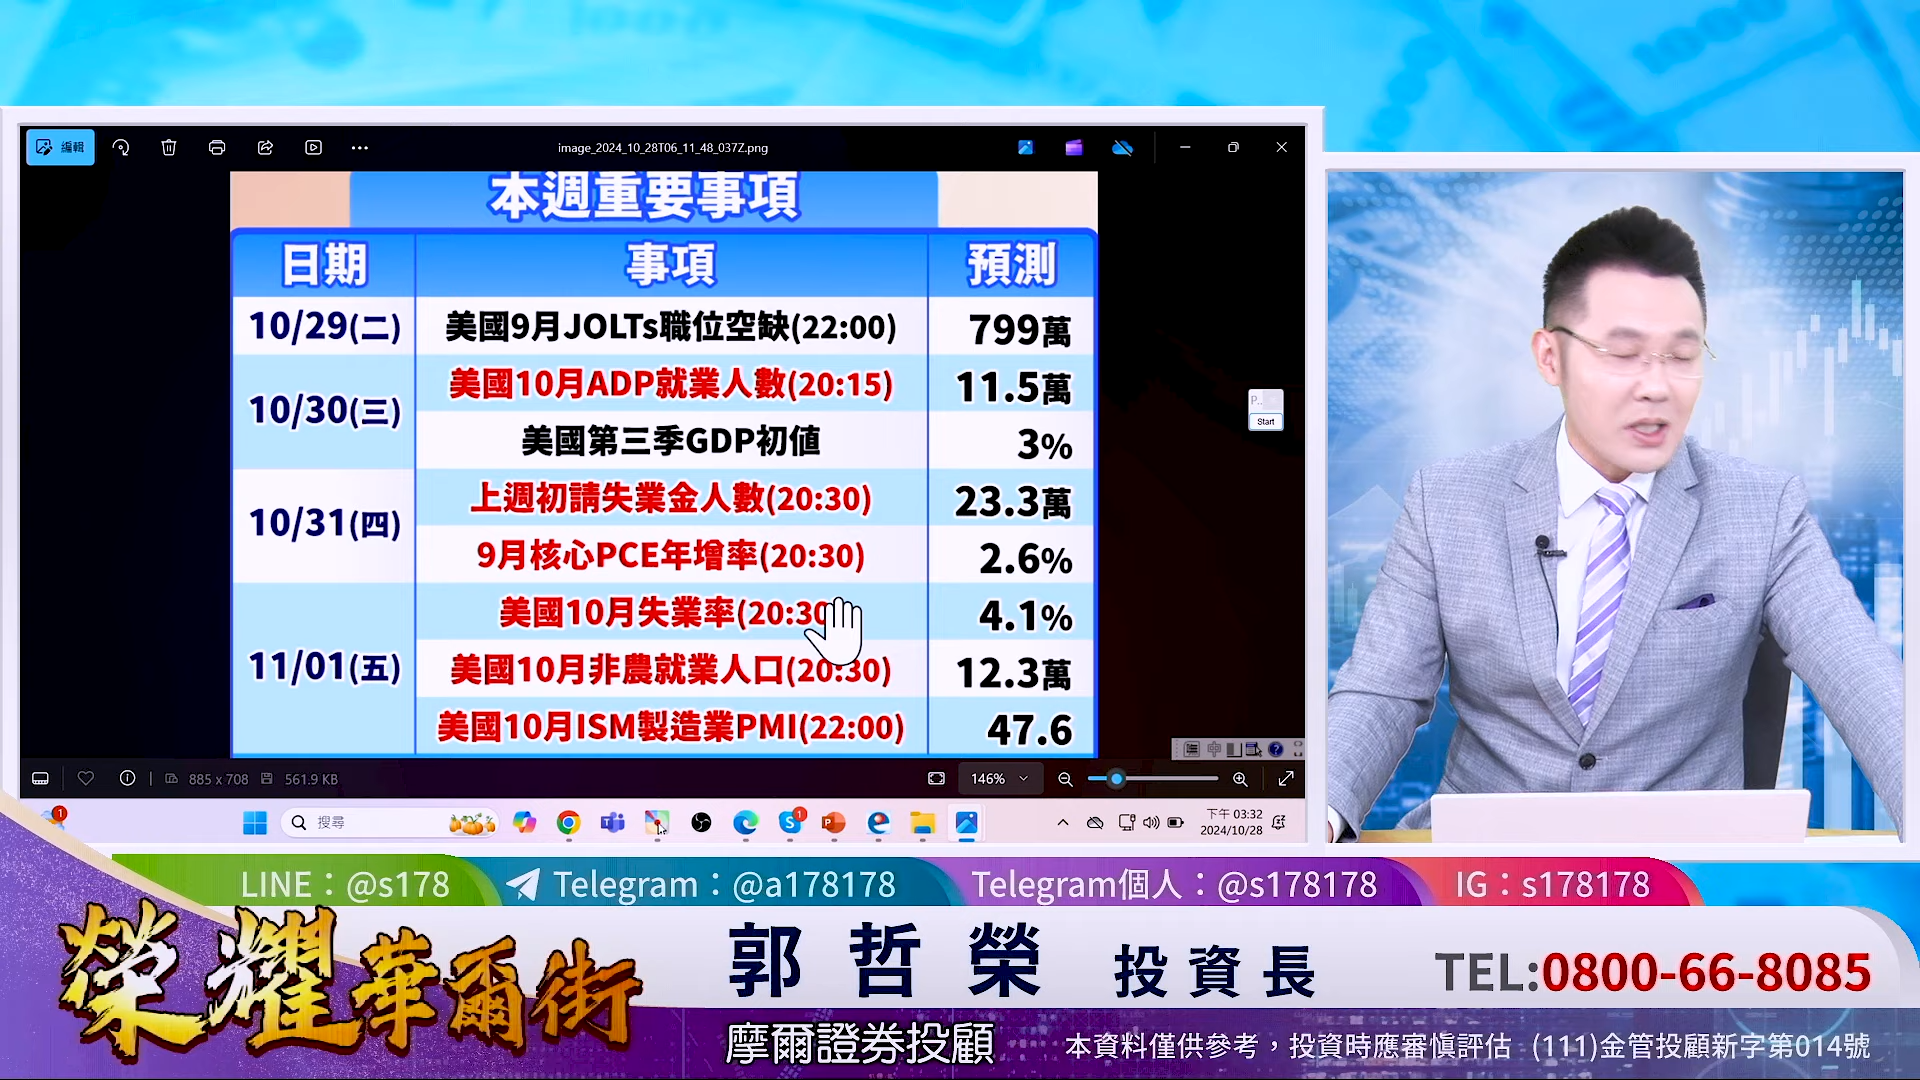 編輯
image_2024_10_28T06_11_48_037Z.png
本週重要事項
日期 事項 預測
10/29(二) 美國9月JOLTs職位空缺(22:00) 799萬
10/30(三) 美國10月ADP就業人數(20:15) 11.5萬
美國第三季GDP初值 3%
10/31(四) 上週初請失業金人數(20:30) 23.3萬
9月核心PCE年增率(20:30) 2.6%
11/01(五) 美國10月失業率(20:30 4.1%
美國10月非農就業人口(20:30) 12.3萬
美國10月ISM製造業PMI(22:00) 47.6
P..
Start
885 x 708 561.9 KB 146%
1
搜尋
1
下午 03:32
2024/10/28
LINE：@s178 Telegram：@a178178 Telegram個人：@s178178 IG：s178178
榮耀華爾街
郭哲榮 投資長 TEL:0800-66-8085
摩爾證券投顧 本資料僅供參考，投資時應審慎評估 (111)金管投顧新字第014號